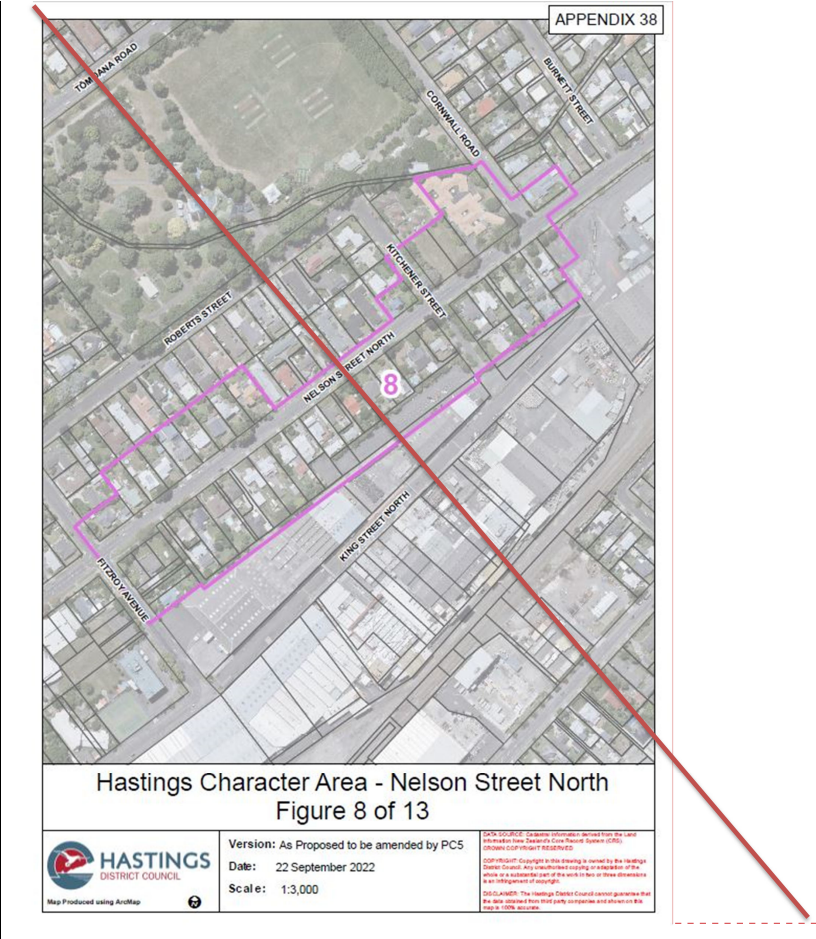 APPENDIX 38
TOMOANA ROAD
BURNETT STREET
CORNWALL ROAD
KITCHENER STREET
ROBERTS STREET
NELSON STREET NORTH
8
KING STREET NORTH
FITZROY AVENUE
Hastings Character Area - Nelson Street North
Figure 8 of 13
HASTINGS
DISTRICT COUNCIL
Map Produced using ArcMap
Version: As Proposed to be amended by PC5
Date: 22 September 2022
Scale: 1:3,000
DATA SOURCE: Cadastral information derived from the Land
Information New Zealand's Core Record System (CRS).
CROWN COPYRIGHT RESERVED
COPYRIGHT: Copyright in this drawing is owned by the Hastings
District Council. Any unauthorised copying or adaptation of the
whole or a substantial part of the work in two or three dimensions
is an infringement of copyright.
DISCLAIMER: The Hastings District Council cannot guarantee that
the data obtained from third party companies and shown on this
map is 100% accurate.